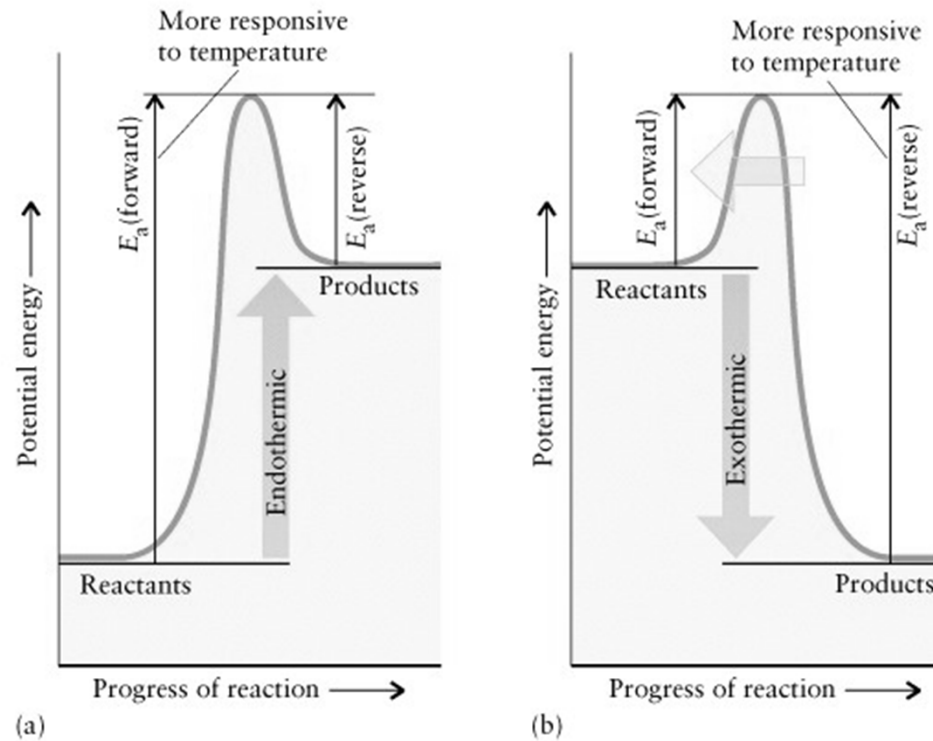 More responsive
to temperature
Potential energy
Eₐ(forward)
Eₐ(reverse)
Products
Endothermic
Reactants
Progress of reaction
(a)
More responsive
to temperature
Potential energy
Eₐ(forward)
Eₐ(reverse)
Reactants
Exothermic
Products
Progress of reaction
(b)